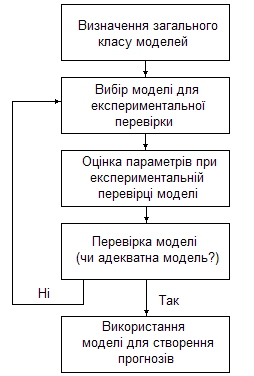 Визначення загального
класу моделей
Вибір моделі для
експериментальної
перевірки
Оцінка параметрів при
експериментальній
перевірці моделі
Перевірка моделі
(чи адекватна модель?)
Ні
Так
Використання
моделі для створення
прогнозів